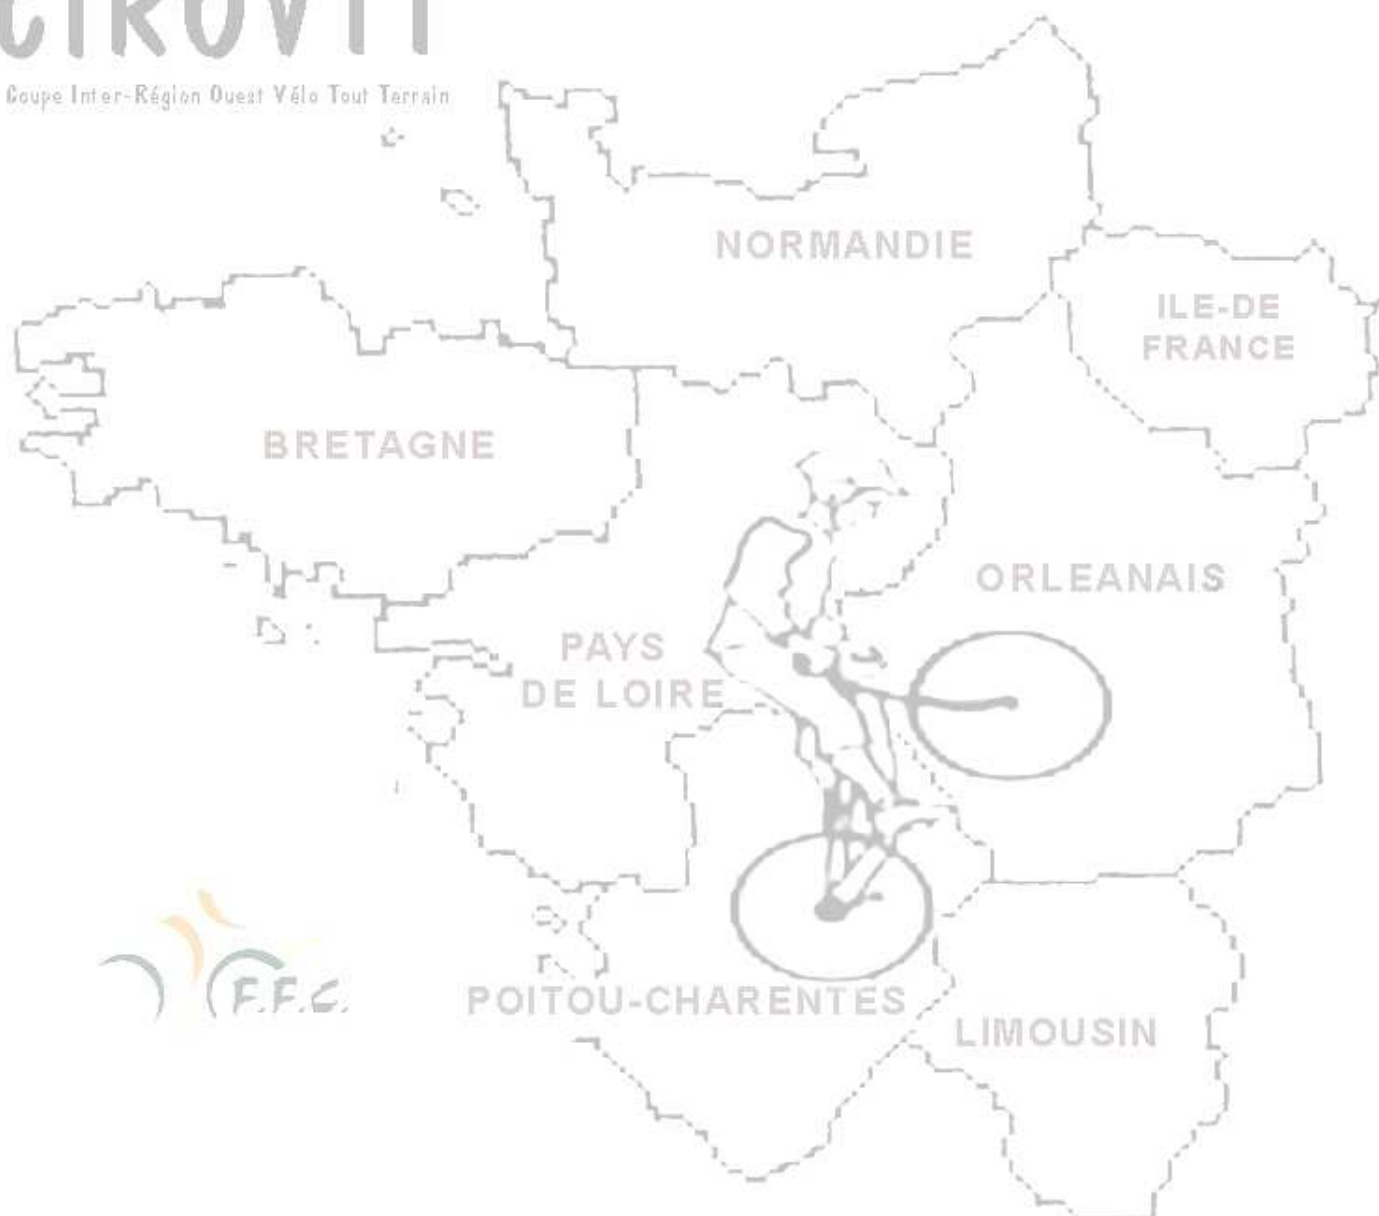 CIROVTT
Coupe Inter-Région Ouest Vélo Tout Terrain
NORMANDIE
ILE-DE
FRANCE
BRETAGNE
ORLEANAIS
PAYS
DE LOIRE
F.F.C.
POITOU-CHARENTES
LIMOUSIN